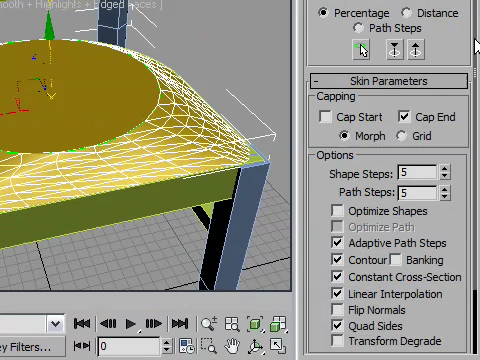 ooth + Highlights + Edged Faces ]
Percentage Distance
Path Steps
- Skin Parameters
Capping
Cap Start Cap End
Morph Grid
Options
Shape Steps: 5
Path Steps: 5
Optimize Shapes
Optimize Path
Adaptive Path Steps
Contour Banking
Constant Cross-Section
Linear Interpolation
Flip Normals
Quad Sides
Transform Degrade
ey Filters...
0